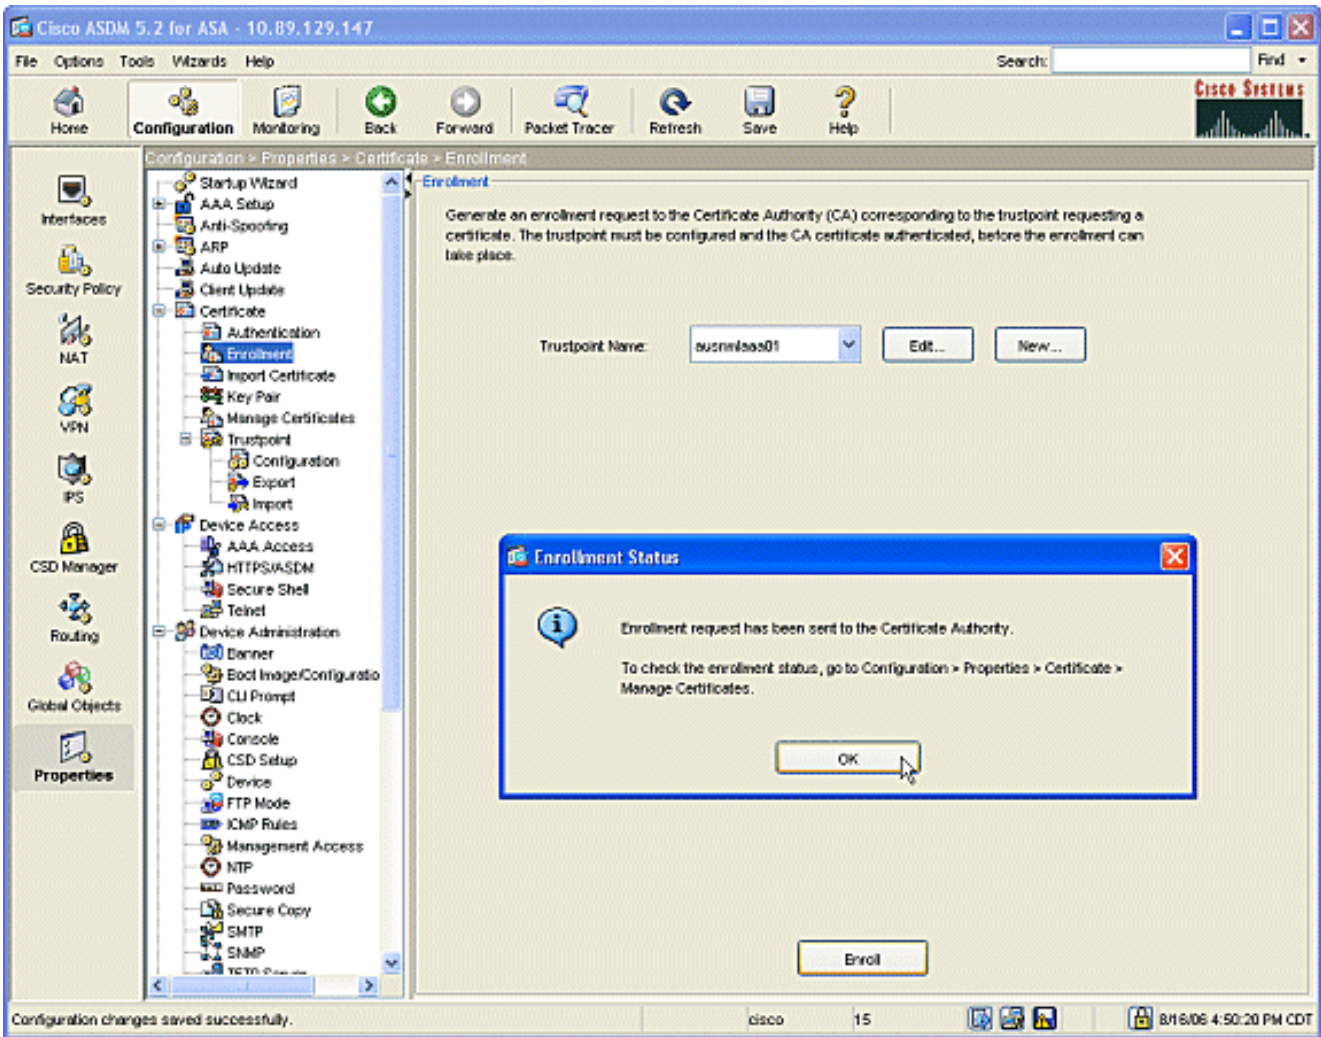 Cisco ASDM 5.2 for ASA - 10.89.129.147
File Options Tools Wizards Help Search: Find
Home Configuration Monitoring Back Forward Packet Tracer Refresh Save Help
Cisco Systems
Configuration > Properties > Certificate > Enrollment
Interfaces
Security Policy
NAT
VPN
IPS
CSD Manager
Routing
Global Objects
Properties
Startup Wizard
AAA Setup
Anti-Spoofing
ARP
Auto Update
Client Update
Certificate
Authentication
Enrollment
Import Certificate
Key Pair
Manage Certificates
Trustpoint
Configuration
Export
Import
Device Access
AAA Access
HTTPS/ASDM
Secure Shell
Telnet
Device Administration
Banner
Boot Image/Configuratio
CLI Prompt
Clock
Console
CSD Setup
Device
FTP Mode
ICMP Rules
Management Access
NTP
Password
Secure Copy
SMTP
SNMP
Enrollment
Generate an enrollment request to the Certificate Authority (CA) corresponding to the trustpoint requesting a
certificate. The trustpoint must be configured and the CA certificate authenticated, before the enrollment can
take place.
Trustpoint Name: ausnmlaaa01 Edit... New...
Enrollment Status
Enrollment request has been sent to the Certificate Authority.
To check the enrollment status, go to Configuration > Properties > Certificate >
Manage Certificates.
OK
Enroll
Configuration changes saved successfully. cisco 15 8/16/06 4:50:20 PM CDT